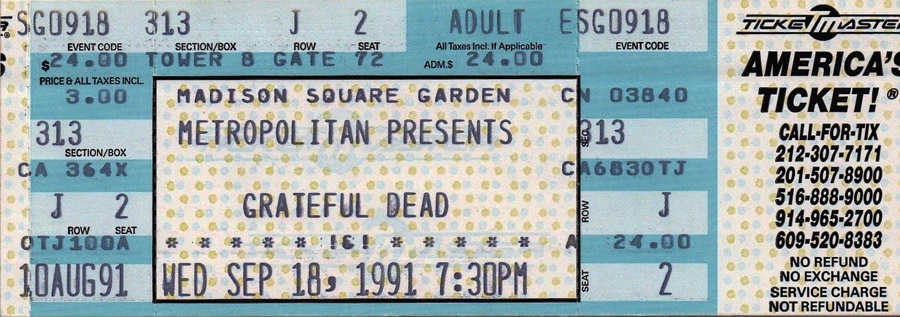 SG0918 313 J 2 ADULT ESG0918
EVENT CODE SECTION/BOX ROW SEAT All Taxes Incl. If Applicable EVENT CODE
$24.00 TOWER B GATE 72 ADM.$ 24.00
PRICE & ALL TAXES INCL.
3.00 MADISON SQUARE GARDEN CN 03840
313 METROPOLITAN PRESENTS SEC. 313
SECTION/BOX
CA 364X CA6830TJ
J 2 GRATEFUL DEAD ROW J
ROW SEAT
OTJ100A * * * * * !&! * * * * * * A 24.00
10AUG91 WED SEP 18, 1991 7:30PM SEAT 2
TICKETMASTER
AMERICA'S
TICKET! ®
CALL-FOR-TIX
212-307-7171
201-507-8900
516-888-9000
914-965-2700
609-520-8383
NO REFUND
NO EXCHANGE
SERVICE CHARGE
NOT REFUNDABLE